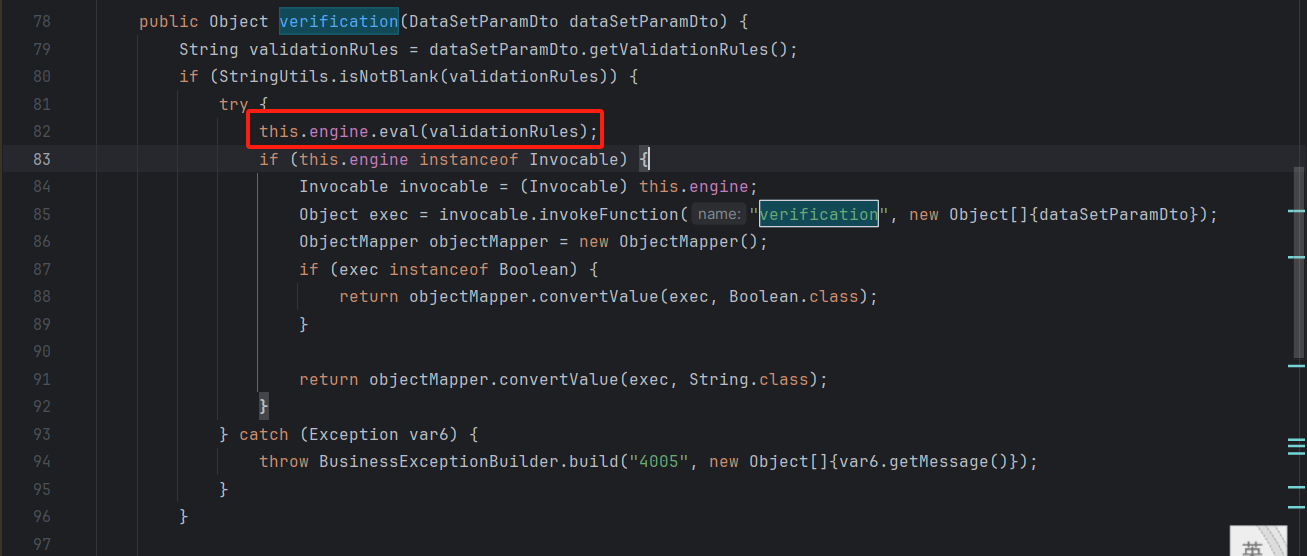 78 public Object verification(DataSetParamDto dataSetParamDto) {
79 String validationRules = dataSetParamDto.getValidationRules();
80 if (StringUtils.isNotBlank(validationRules)) {
81 try {
82 this.engine.eval(validationRules);
83 if (this.engine instanceof Invocable) {
84 Invocable invocable = (Invocable) this.engine;
85 Object exec = invocable.invokeFunction( name: "verification", new Object[]{dataSetParamDto});
86 ObjectMapper objectMapper = new ObjectMapper();
87 if (exec instanceof Boolean) {
88 return objectMapper.convertValue(exec, Boolean.class);
89 }
90
91 return objectMapper.convertValue(exec, String.class);
92 }
93 } catch (Exception var6) {
94 throw BusinessExceptionBuilder.build("4005", new Object[]{var6.getMessage()});
95 }
96 }
97
英